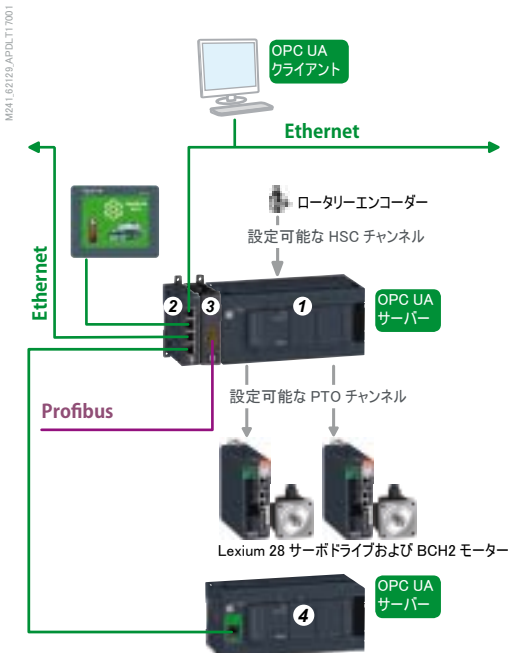 M241_62129_APDLT17001
OPC UA
クライアント
Ethernet
ロータリーエンコーダー
設定可能な HSC チャンネル
Ethernet
2
3
1
OPC UA
サーバー
設定可能な PTO チャンネル
Profibus
Lexium 28 サーボドライブおよび BCH2 モーター
OPC UA
サーバー
4